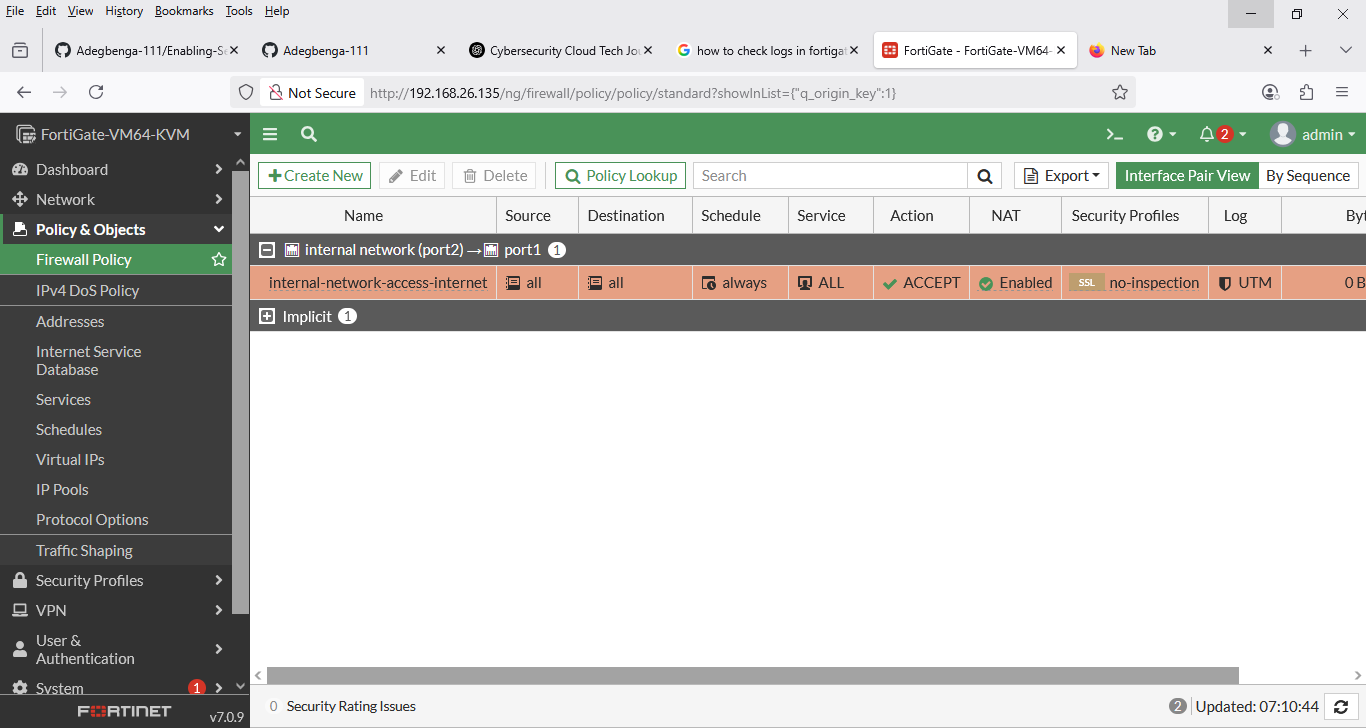 File Edit View History Bookmarks Tools Help
Adegbenga-111/Enabling-Se
Adegbenga-111
Cybersecurity Cloud Tech Jou
how to check logs in fortigat
FortiGate - FortiGate-VM64-
New Tab
Not Secure http://192.168.26.135/ng/firewall/policy/policy/standard?showInList={"q_origin_key":1}
FortiGate-VM64-KVM
>_ ? 2 admin
Dashboard
Network
Policy & Objects
Firewall Policy
IPv4 DoS Policy
Addresses
Internet Service
Database
Services
Schedules
Virtual IPs
IP Pools
Protocol Options
Traffic Shaping
Security Profiles
VPN
User &
Authentication
System 1
FORTINET v7.0.9
Create New Edit Delete Policy Lookup Search Export Interface Pair View By Sequence
Name Source Destination Schedule Service Action NAT Security Profiles Log Byt
internal network (port2) → port1 1
internal-network-access-internet all all always ALL ACCEPT Enabled SSL no-inspection UTM 0 B
Implicit 1
0 Security Rating Issues 2 Updated: 07:10:44